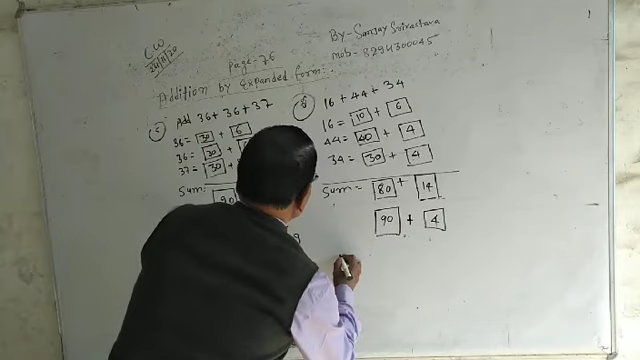 CW
By- Sanjay Srivastava
mob- 8294300045
Page-76
Addition by Expanded form:
Add 36+36+37
36= 30 + 6
36= 30 +
37= 30 +
Sum=
90
9
16 + 44 + 34
16 = 10 + 6
44= 40 + 4
34= 30 + 4
Sum = 80 + 14
90 + 4